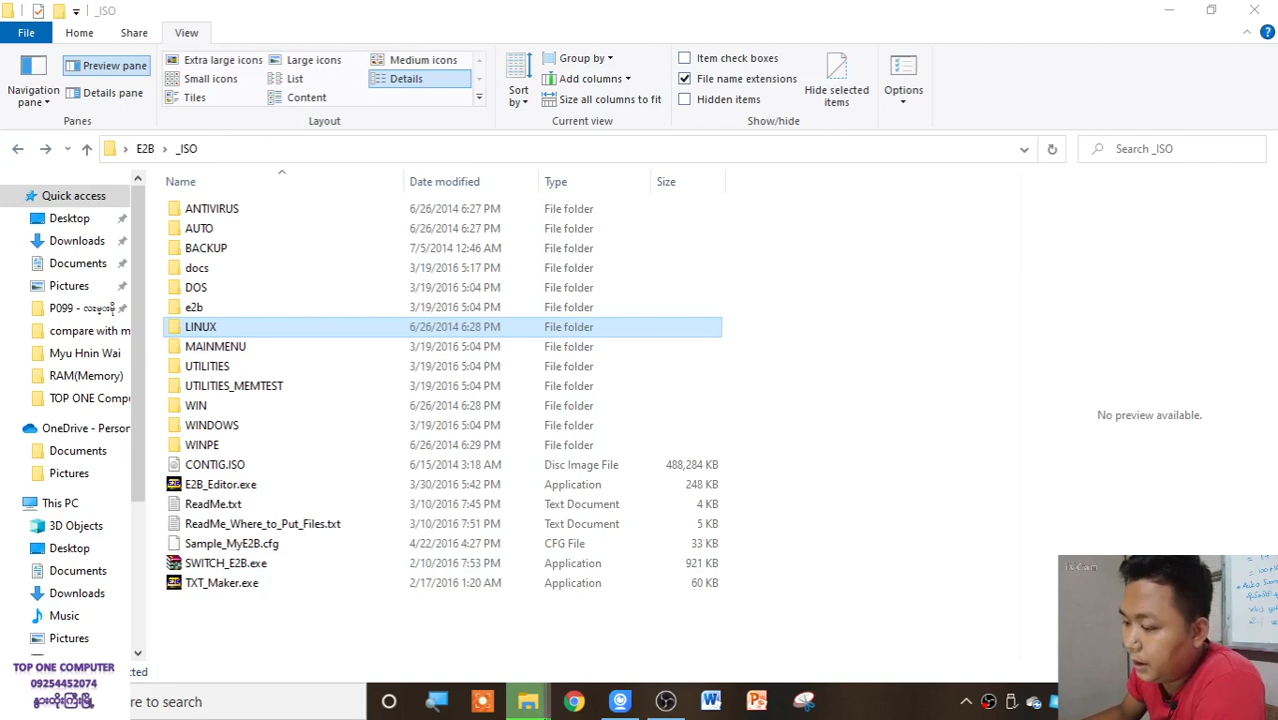 _ISO
File
Home
Share
View
Navigation pane
Preview pane
Details pane
Panes
Extra large icons
Large icons
Medium icons
Small icons
List
Details
Tiles
Content
Layout
Sort by
Group by
Add columns
Size all columns to fit
Current view
Item check boxes
File name extensions
Hidden items
Hide selected items
Show/hide
Options
E2B
_ISO
Search _ISO
Name Date modified Type Size
ANTIVIRUS 6/26/2014 6:27 PM File folder
AUTO 6/26/2014 6:27 PM File folder
BACKUP 7/5/2014 12:46 AM File folder
docs 3/19/2016 5:17 PM File folder
DOS 3/19/2016 5:04 PM File folder
e2b 3/19/2016 5:04 PM File folder
LINUX 6/26/2014 6:28 PM File folder
MAINMENU 3/19/2016 5:04 PM File folder
UTILITIES 3/19/2016 5:04 PM File folder
UTILITIES_MEMTEST 3/19/2016 5:04 PM File folder
WIN 6/26/2014 6:28 PM File folder
WINDOWS 3/19/2016 5:04 PM File folder
WINPE 6/26/2014 6:29 PM File folder
CONTIG.ISO 6/15/2014 3:18 AM Disc Image File 488,284 KB
E2B_Editor.exe 3/30/2016 5:42 PM Application 248 KB
ReadMe.txt 3/10/2016 7:45 PM Text Document 4 KB
ReadMe_Where_to_Put_Files.txt 3/10/2016 7:51 PM Text Document 5 KB
Sample_MyE2B.cfg 4/22/2016 4:27 PM CFG File 33 KB
SWITCH_E2B.exe 2/10/2016 7:53 PM Application 921 KB
TXT_Maker.exe 2/17/2016 1:20 AM Application 60 KB
Quick access
Desktop
Downloads
Documents
Pictures
P099 -
compare with m
Myu Hnin Wai
RAM(Memory)
TOP ONE Compu
OneDrive - Person
Documents
Pictures
This PC
3D Objects
Desktop
Documents
Downloads
Music
Pictures
No preview available.
TOP ONE COMPUTER
09254452074
iVCam
to search